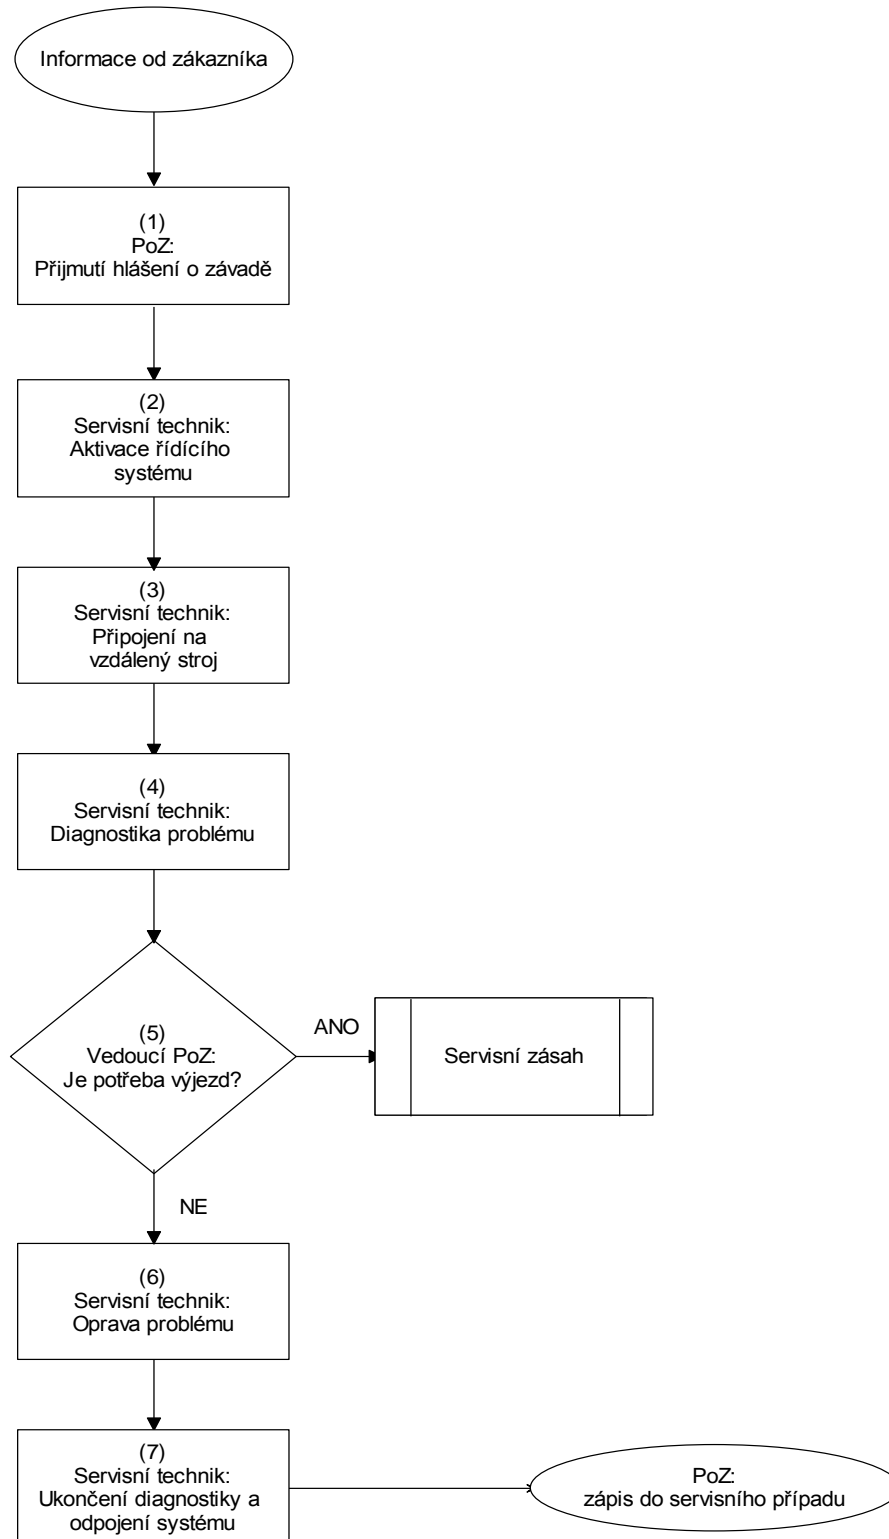 Informace od zákazníka
(1)
PoZ:
Přijmutí hlášení o závadě
(2)
Servisní technik:
Aktivace řídícího
systému
(3)
Servisní technik:
Připojení na
vzdálený stroj
(4)
Servisní technik:
Diagnostika problému
(5)
Vedoucí PoZ:
Je potřeba výjezd?
ANO
Servisní zásah
NE
(6)
Servisní technik:
Oprava problému
(7)
Servisní technik:
Ukončení diagnostiky a
odpojení systému
PoZ:
zápis do servisního případu